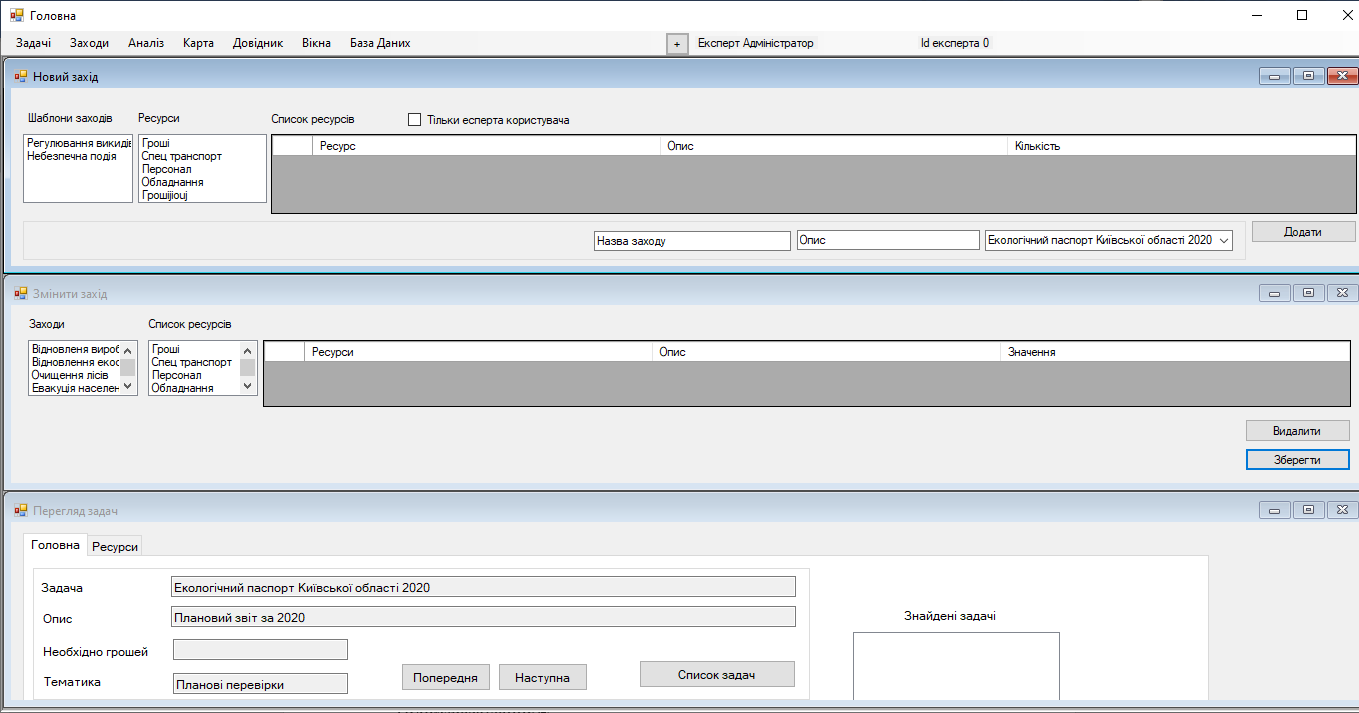 Головна
Задачі Заходи Аналіз Карта Довідник Вікна База Даних + Експерт Адміністратор Id експерта 0
Новий захід
Шаблони заходів Ресурси Список ресурсів Тільки есперта користувача
Регулювання викидів Гроші Ресурс Опис Кількість
Небезпечна подія Спец транспорт
Персонал
Обладнання
Грошіjiouj
Назва заходу Опис Екологічний паспорт Київської області 2020 Додати
Змінити захід
Заходи Список ресурсів
Відновленя вироб Гроші Ресурси Опис Значення
Відновлення екос Спец транспорт
Очищення лісів Персонал
Евакуція населен Обладнання
Видалити
Зберегти
Перегляд задач
Головна Ресурси
Задача Екологічний паспорт Київської області 2020
Опис Плановий звіт за 2020 Знайдені задачі
Необхідно грошей
Тематика Планові перевірки Попередня Наступна Список задач